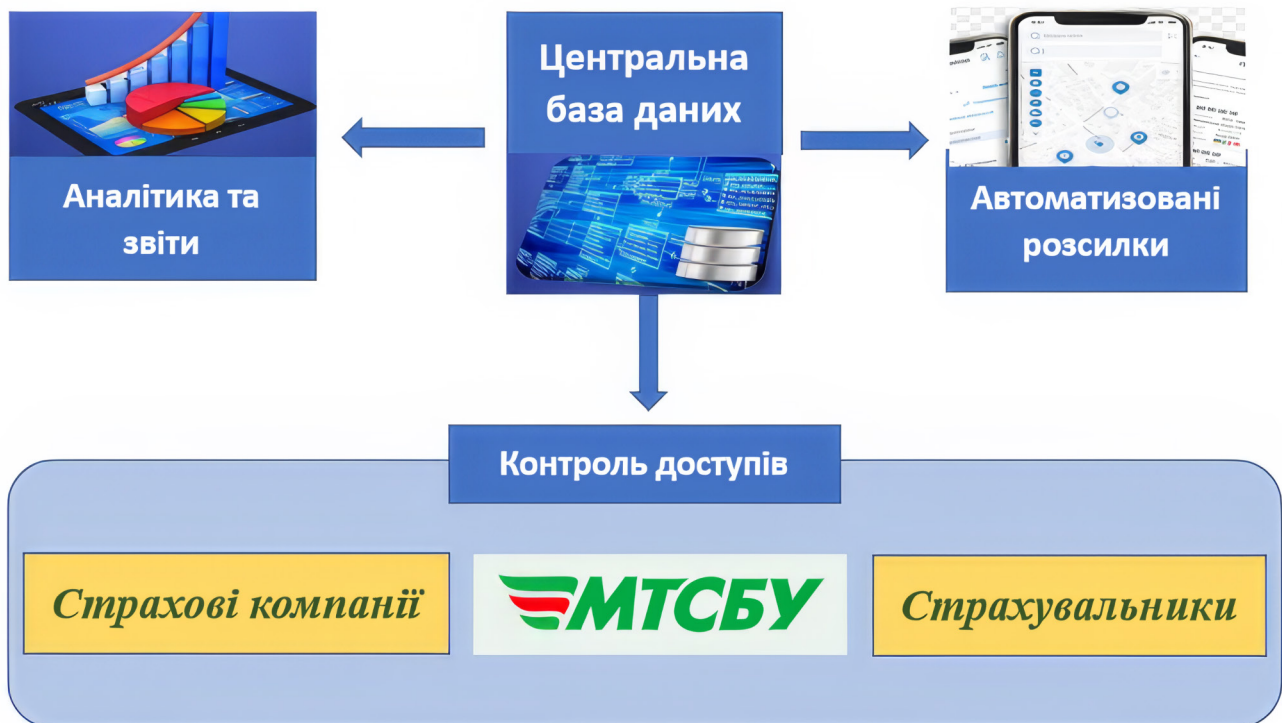 Центральна
база даних
Аналітика та
звіти
Автоматизовані
розсилки
Контроль доступів
Страхові компанії
МТСБУ
Страхувальники